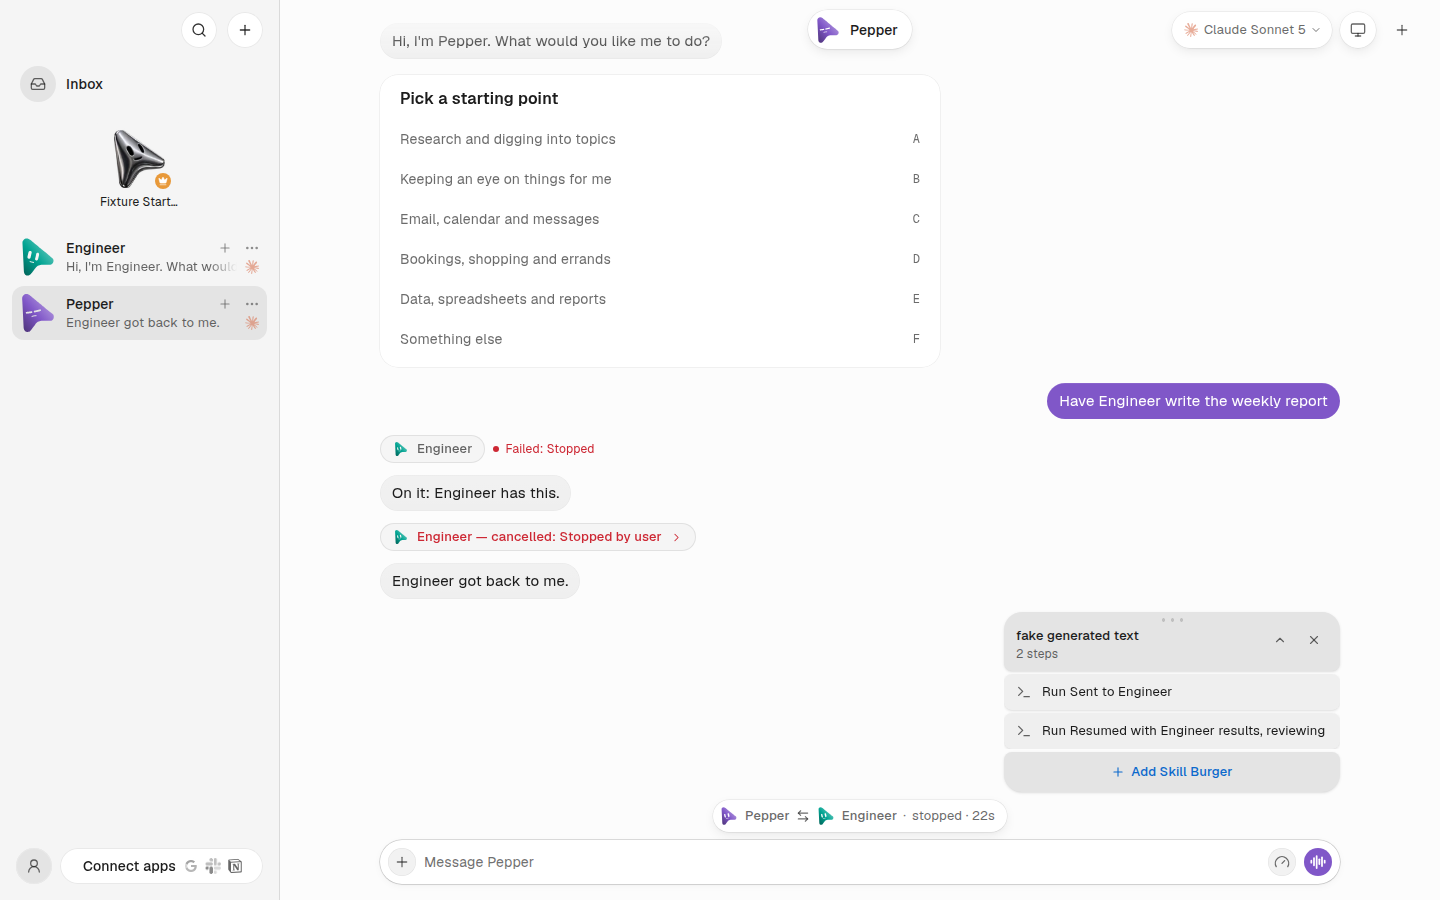 Inbox
Fixture Start...
Engineer
Hi, I'm Engineer. What woul
Pepper
Engineer got back to me.
Connect apps
Pepper
Claude Sonnet 5
Hi, I'm Pepper. What would you like me to do?
Pick a starting point
Research and digging into topics A
Keeping an eye on things for me B
Email, calendar and messages C
Bookings, shopping and errands D
Data, spreadsheets and reports E
Something else F
Have Engineer write the weekly report
Engineer Failed: Stopped
On it: Engineer has this.
Engineer — cancelled: Stopped by user
Engineer got back to me.
fake generated text
2 steps
Run Sent to Engineer
Run Resumed with Engineer results, reviewing
Add Skill Burger
Pepper Engineer · stopped · 22s
Message Pepper